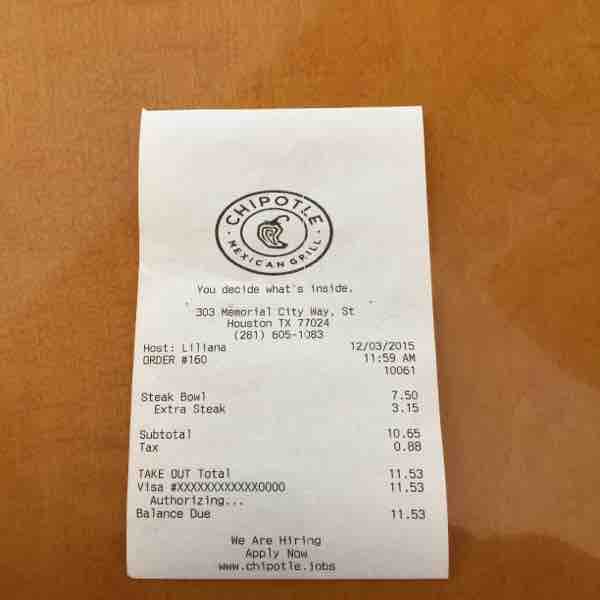 CHIPOTLE
MEXICAN GRILL
You decide what's inside.
303 Memorial City Way, St
Houston TX 77024
(281) 605-1083
Host: Liliana 12/03/2015
ORDER #160 11:59 AM
10061
Steak Bowl 7.50
Extra Steak 3.15
Subtotal 10.65
Tax 0.88
TAKE OUT Total 11.53
Visa #XXXXXXXXXXXX0000 11.53
Authorizing...
Balance Due 11.53
We Are Hiring
Apply Now
www.chipotle.jobs